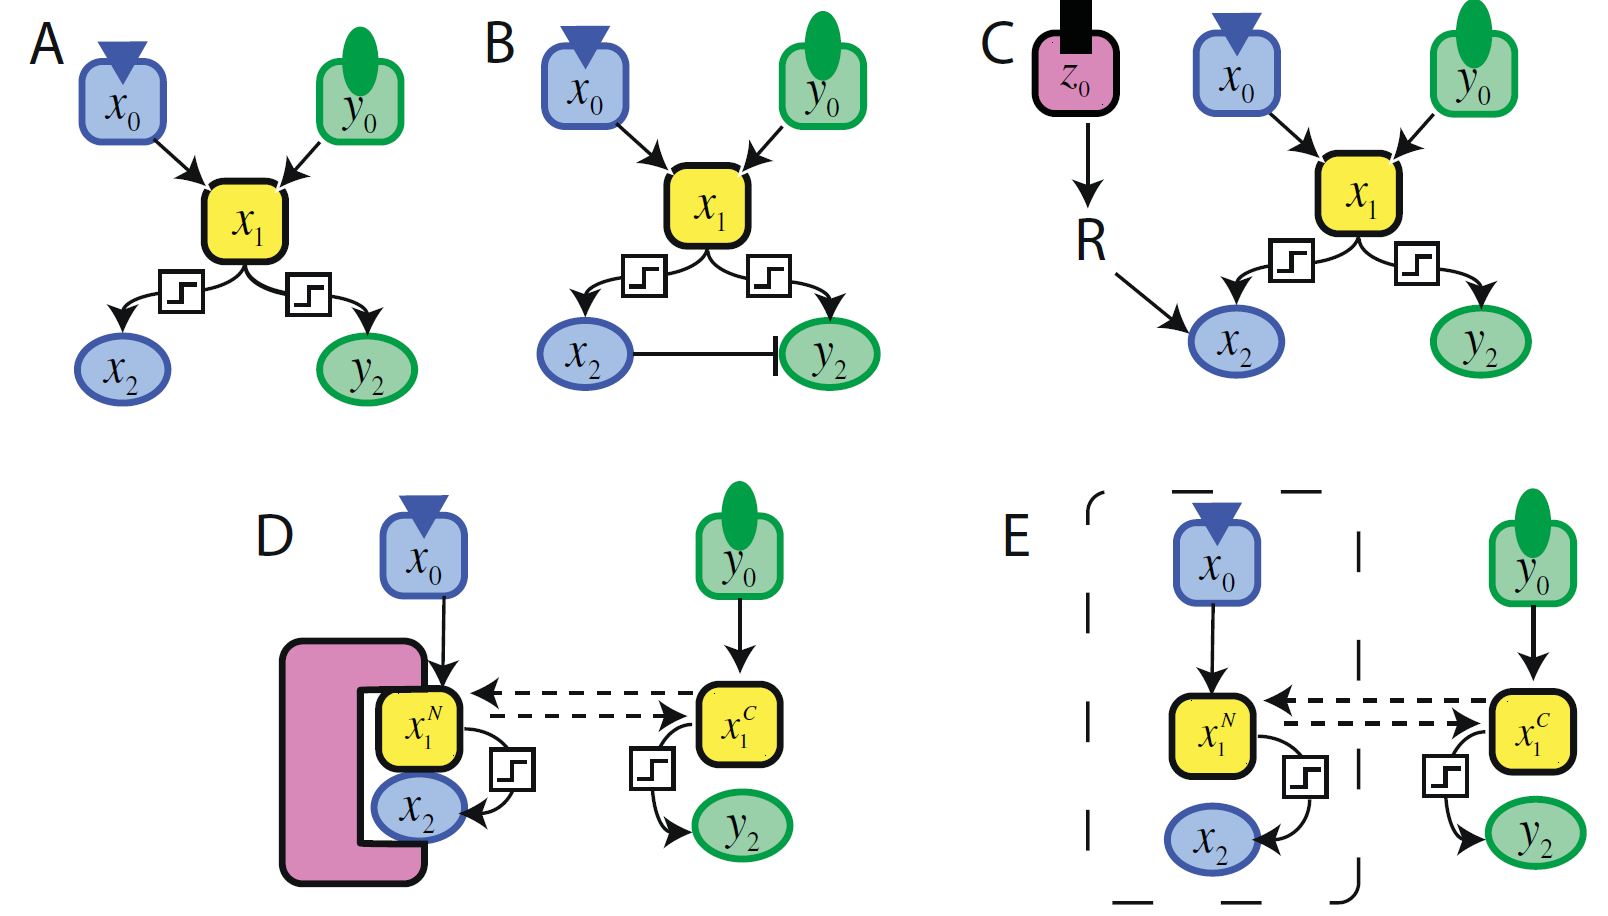 A
x₀
y₀
x₁
x₂
y₂
B
x₀
y₀
x₁
x₂
y₂
C
z₀
x₀
y₀
x₁
R
x₂
y₂
D
x₀
y₀
x₁ᴺ
x₁ᶜ
x₂
y₂
E
x₀
y₀
x₁ᴺ
x₁ᶜ
x₂
y₂